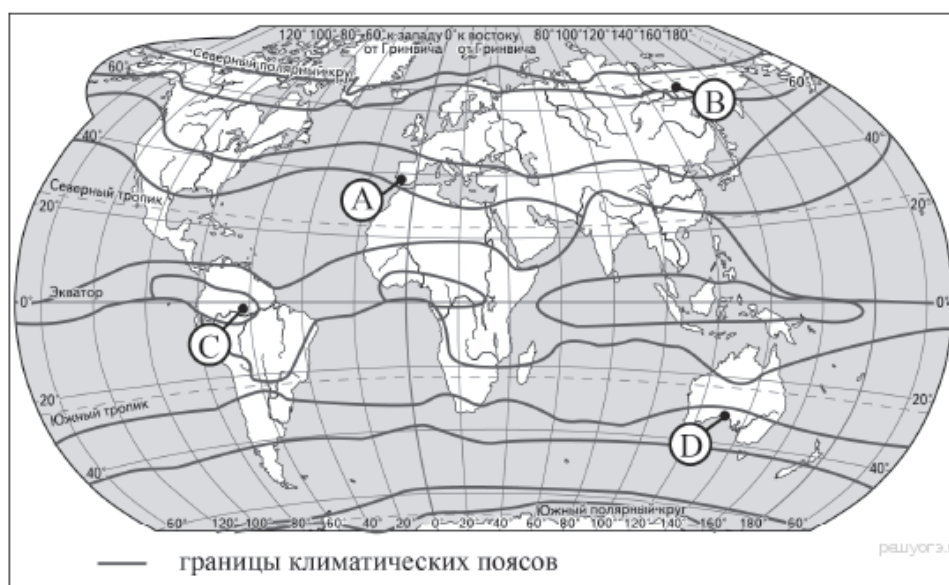 120° 100° 80° 60° к западу 0° к востоку 80° 100° 120° 140° 160° 180°
от Гринвича от Гринвича
Северный полярный круг
60° 60°
B
40° 40°
A
Северный тропик
20° 20°
Экватор
0° 0°
C
20° 20°
Южный тропик
D
40° 40°
Южный полярный круг
60° 120° 100° 80° 60° 40° 20° 0° 20° 40° 60° 80° 100° 120° 140° 160° 180° 60°
границы климатических поясов